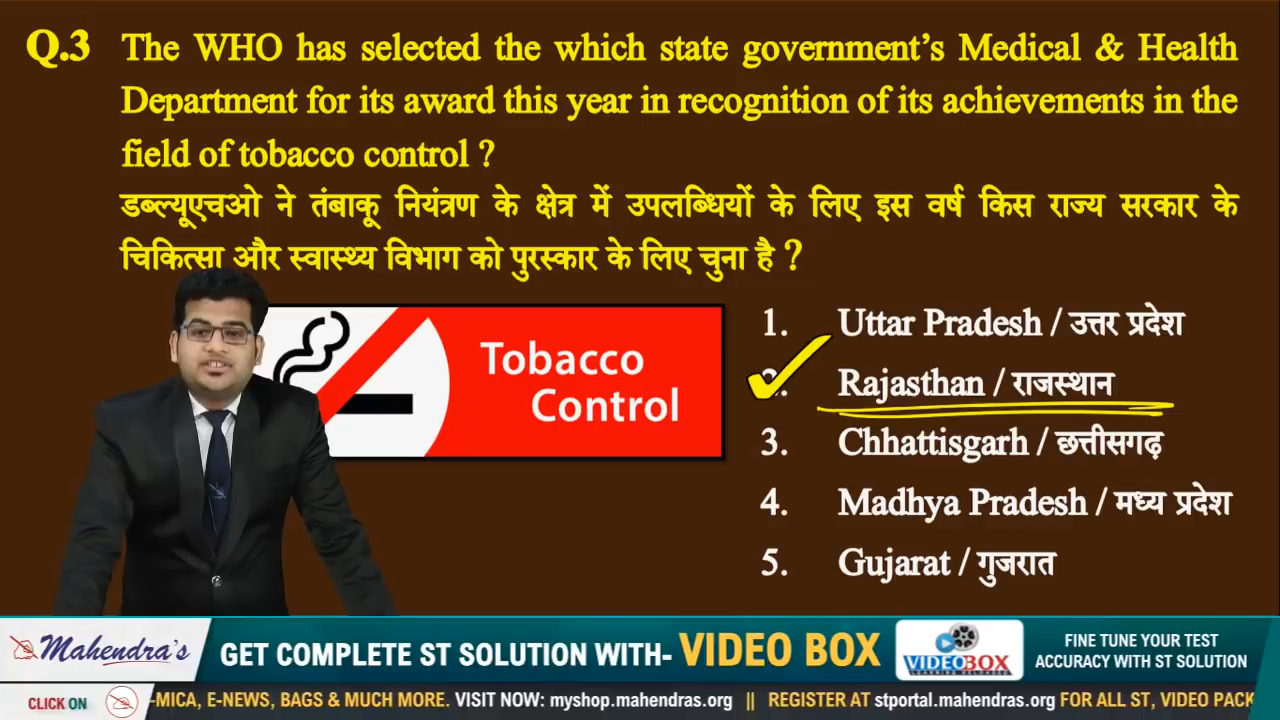 Q.3 The WHO has selected the which state government's Medical & Health
Department for its award this year in recognition of its achievements in the
field of tobacco control ?
डब्ल्यूएचओ ने तंबाकू नियंत्रण के क्षेत्र में उपलब्धियों के लिए इस वर्ष किस राज्य सरकार के
चिकित्सा और स्वास्थ्य विभाग को पुरस्कार के लिए चुना है ?
Tobacco
Control
1. Uttar Pradesh / उत्तर प्रदेश
2. Rajasthan / राजस्थान
3. Chhattisgarh / छत्तीसगढ़
4. Madhya Pradesh / मध्य प्रदेश
5. Gujarat / गुजरात
Mahendra's
GET COMPLETE ST SOLUTION WITH- VIDEO BOX
VIDEOBOX
LEARNING RELOADED
FINE TUNE YOUR TEST
ACCURACY WITH ST SOLUTION
CLICK ON
-MICA, E-NEWS, BAGS & MUCH MORE. VISIT NOW: myshop.mahendras.org || REGISTER AT stportal.mahendras.org FOR ALL ST, VIDEO PACK